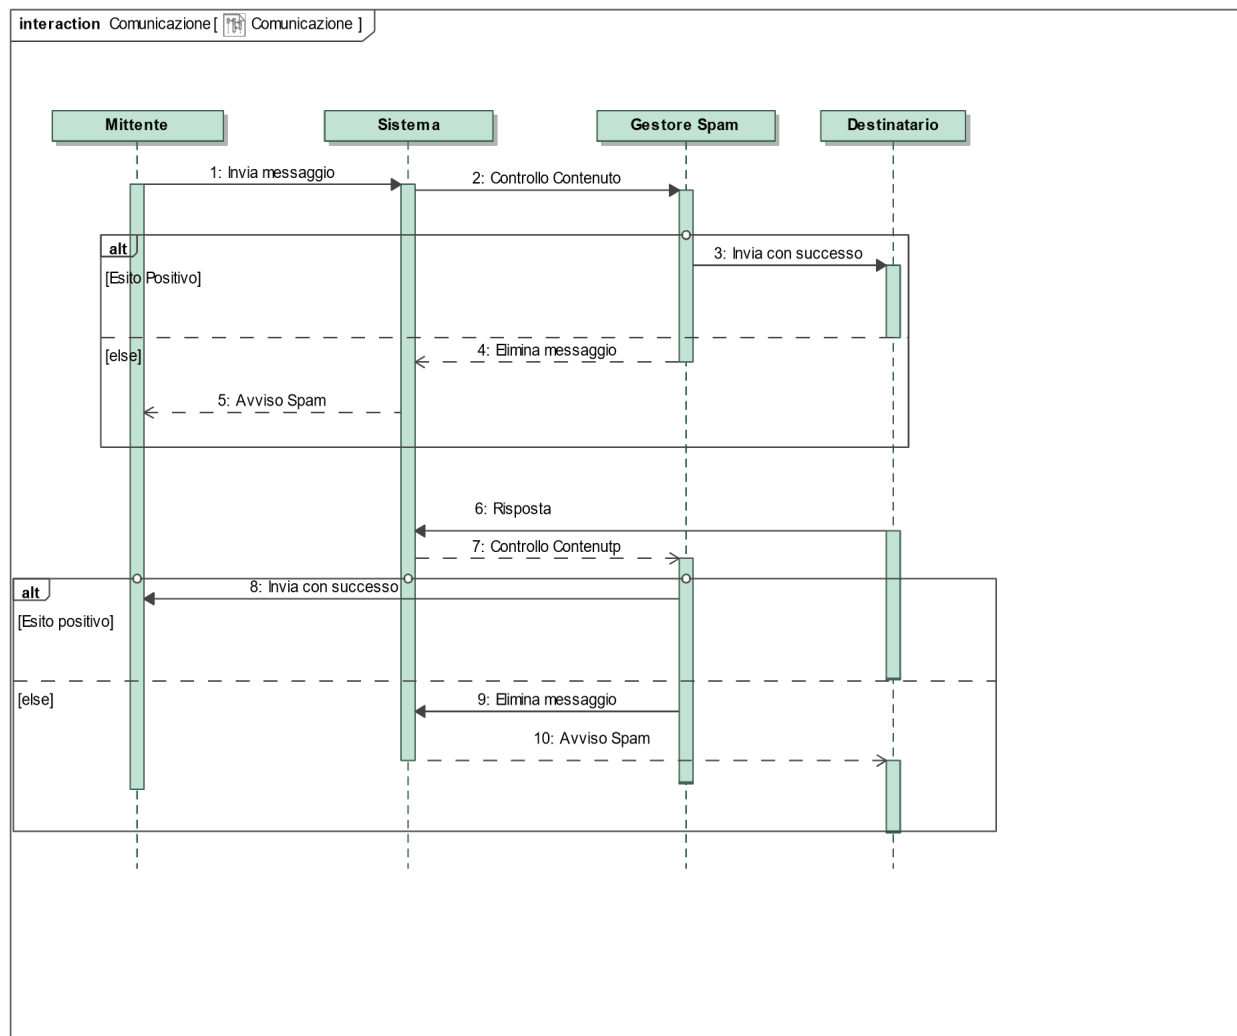 interaction Comunicazione [ Comunicazione ]
Mittente
Sistema
Gestore Spam
Destinatario
1: Invia messaggio
2: Controllo Contenuto
alt
3: Invia con successo
[Esito Positivo]
4: Elimina messaggio
[else]
5: Avviso Spam
6: Risposta
7: Controllo Contenutp
alt
8: Invia con successo
[Esito positivo]
[else]
9: Elimina messaggio
10: Avviso Spam